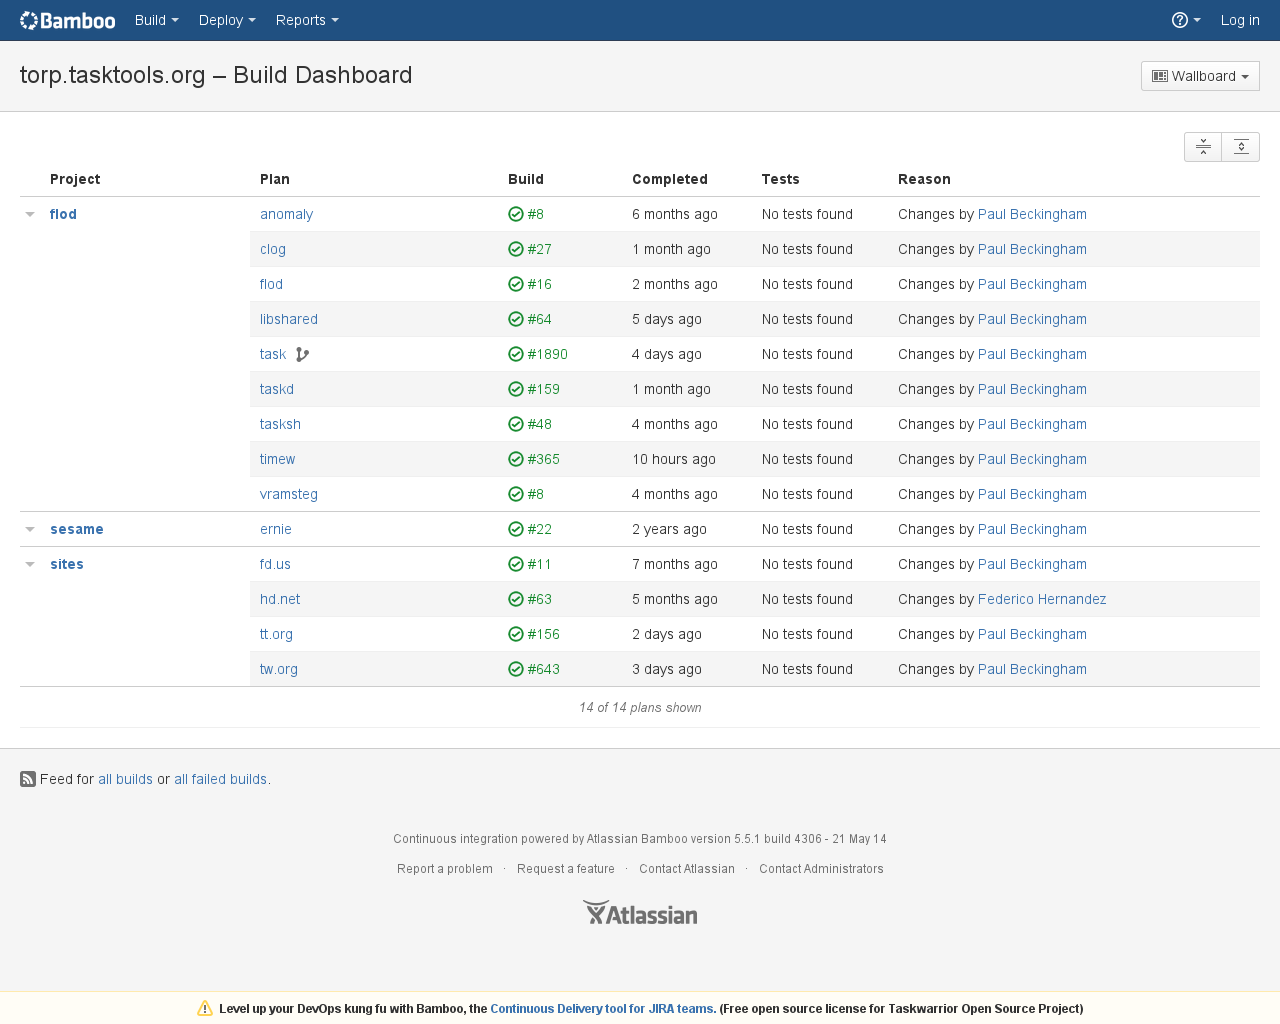 Bamboo Build Deploy Reports Log in
torp.tasktools.org – Build Dashboard
Wallboard
Project Plan Build Completed Tests Reason
flod anomaly #8 6 months ago No tests found Changes by Paul Beckingham
clog #27 1 month ago No tests found Changes by Paul Beckingham
flod #16 2 months ago No tests found Changes by Paul Beckingham
libshared #64 5 days ago No tests found Changes by Paul Beckingham
task #1890 4 days ago No tests found Changes by Paul Beckingham
taskd #159 1 month ago No tests found Changes by Paul Beckingham
tasksh #48 4 months ago No tests found Changes by Paul Beckingham
timew #365 10 hours ago No tests found Changes by Paul Beckingham
vramsteg #8 4 months ago No tests found Changes by Paul Beckingham
sesame ernie #22 2 years ago No tests found Changes by Paul Beckingham
sites fd.us #11 7 months ago No tests found Changes by Paul Beckingham
hd.net #63 5 months ago No tests found Changes by Federico Hernandez
tt.org #156 2 days ago No tests found Changes by Paul Beckingham
tw.org #643 3 days ago No tests found Changes by Paul Beckingham
14 of 14 plans shown
Feed for all builds or all failed builds.
Continuous integration powered by Atlassian Bamboo version 5.5.1 build 4306 - 21 May 14
Report a problem · Request a feature · Contact Atlassian · Contact Administrators
Atlassian
Level up your DevOps kung fu with Bamboo, the Continuous Delivery tool for JIRA teams. (Free open source license for Taskwarrior Open Source Project)